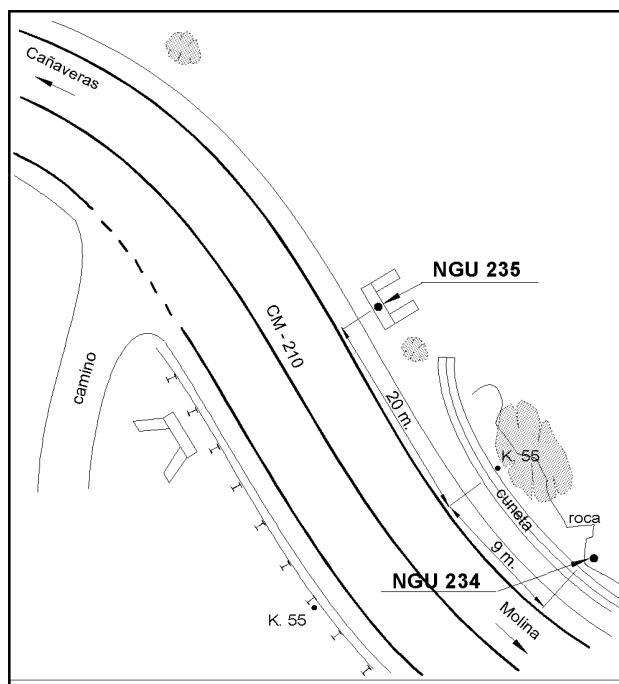 Cañaveras
NGU 235
CM - 210
camino
20 m.
K. 55
cuneta
roca
9 m.
NGU 234
K. 55
Molina